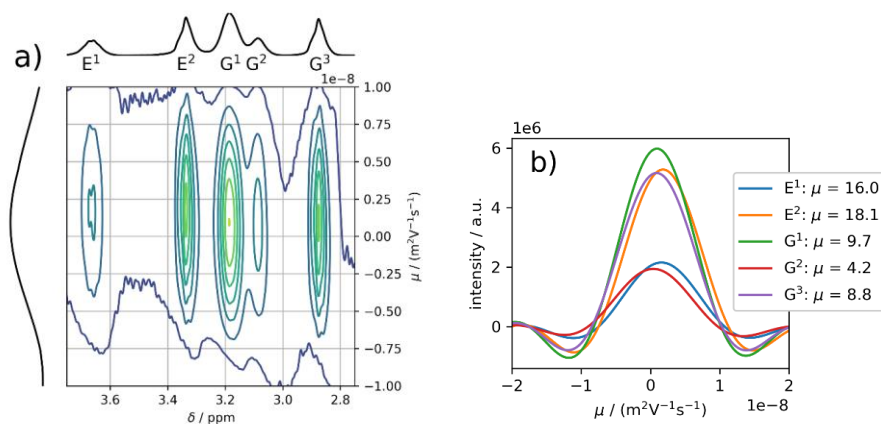 a)
E¹ E² G¹ G² G³
1e−8
1.00
0.75
0.50
0.25
0.00
−0.25
−0.50
−0.75
−1.00
μ / (m²V⁻¹s⁻¹)
3.6 3.4 3.2 3.0 2.8
δ / ppm
1e6
b)
6
4
2
0
intensity / a.u.
E¹: μ = 16.0
E²: μ = 18.1
G¹: μ = 9.7
G²: μ = 4.2
G³: μ = 8.8
−2 −1 0 1 2
1e−8
μ / (m²V⁻¹s⁻¹)